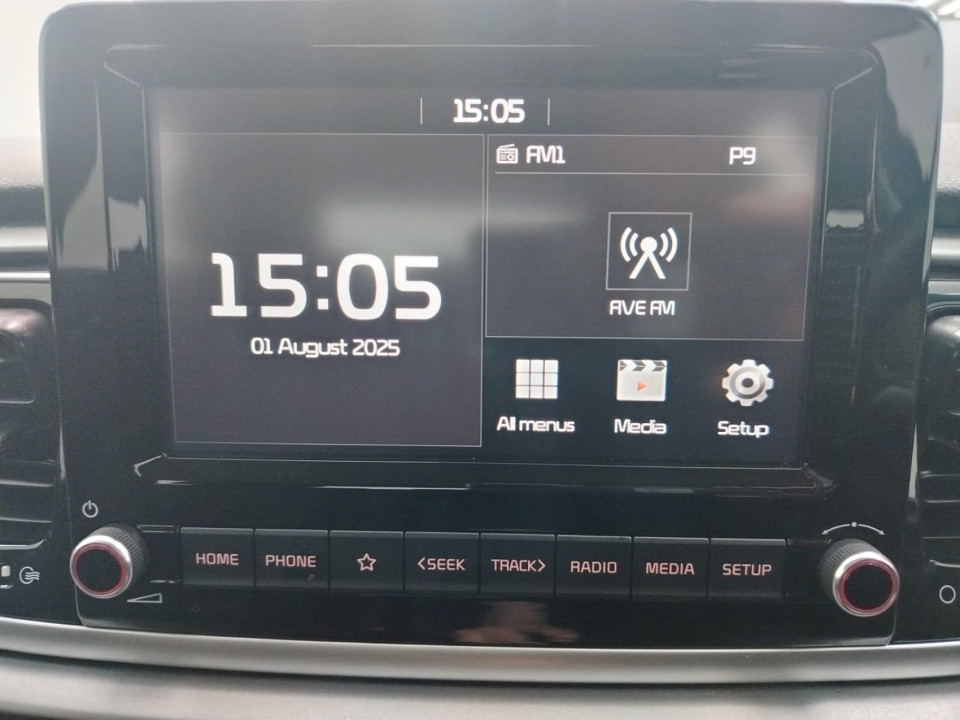 15:05
FM1 P9
15:05
01 August 2025
AVE FM
All menus Media Setup
HOME PHONE <SEEK TRACK> RADIO MEDIA SETUP